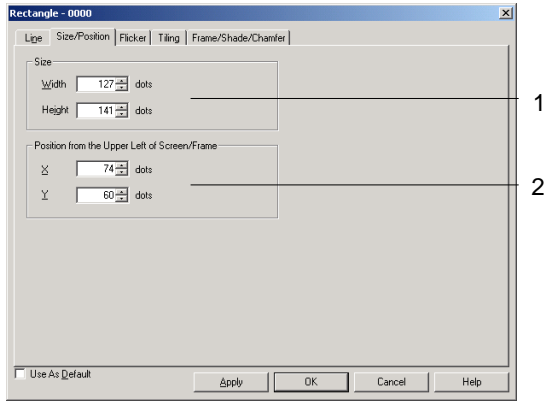 Rectangle - 0000
Line Size/Position Flicker Tiling Frame/Shade/Chamfer
Size
Width 127 dots
Height 141 dots
1
Position from the Upper Left of Screen/Frame
X 74 dots
Y 60 dots
2
Use As Default
Apply OK Cancel Help